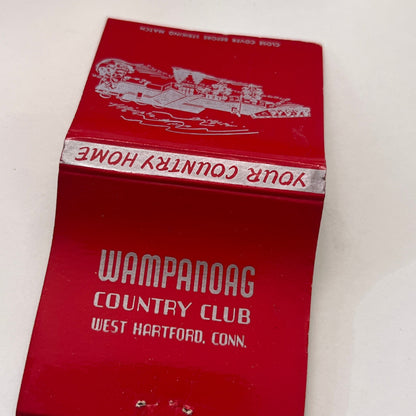 CLOSE COVER BEFORE STRIKING MATCH
YOUR COUNTRY HOME
WAMPANOAG
COUNTRY CLUB
WEST HARTFORD, CONN.